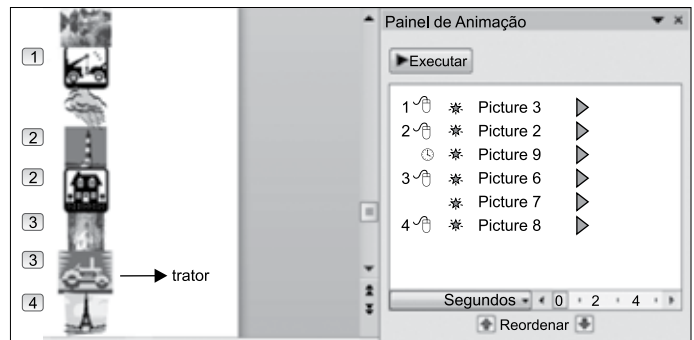 Painel de Animação
Executar
1
2
2
3
3
4
trator
1 Picture 3
2 Picture 2
Picture 9
3 Picture 6
Picture 7
4 Picture 8
Segundos 0 2 4
Reordenar